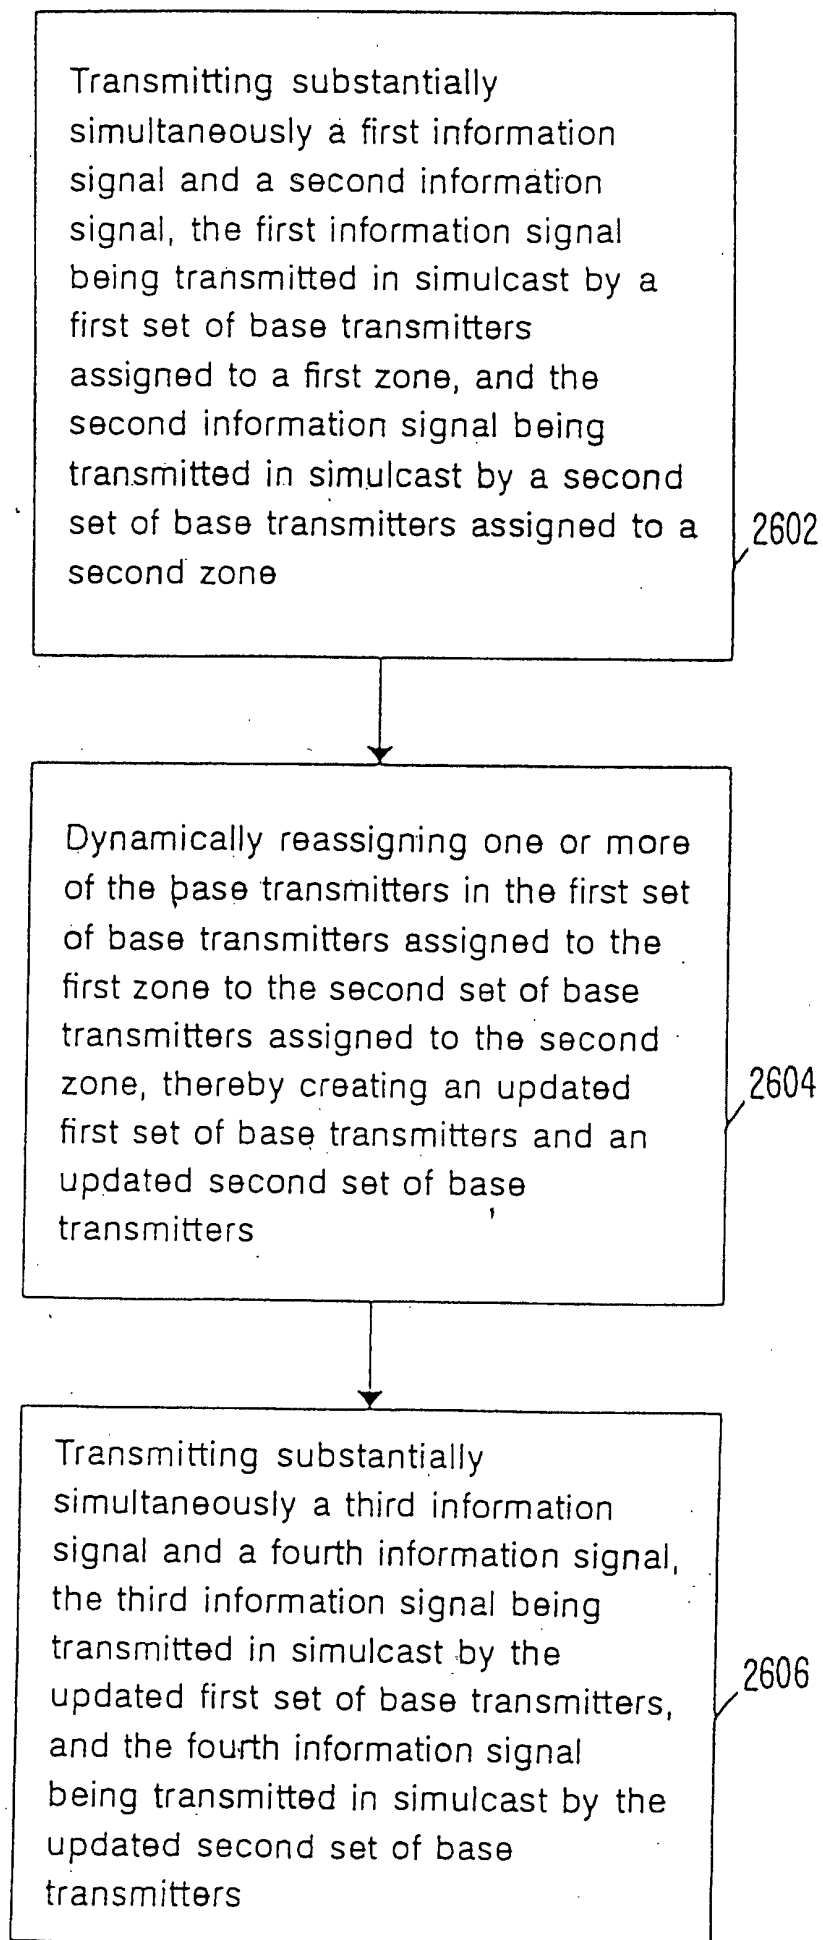 Transmitting substantially
simultaneously a first information
signal and a second information
signal, the first information signal
being transmitted in simulcast by a
first set of base transmitters
assigned to a first zone, and the
second information signal being
transmitted in simulcast by a second
set of base transmitters assigned to a
second zone
2602
Dynamically reassigning one or more
of the base transmitters in the first set
of base transmitters assigned to the
first zone to the second set of base
transmitters assigned to the second
zone, thereby creating an updated
first set of base transmitters and an
updated second set of base
transmitters
2604
Transmitting substantially
simultaneously a third information
signal and a fourth information signal,
the third information signal being
transmitted in simulcast by the
updated first set of base transmitters,
and the fourth information signal
being transmitted in simulcast by the
updated second set of base
transmitters
2606